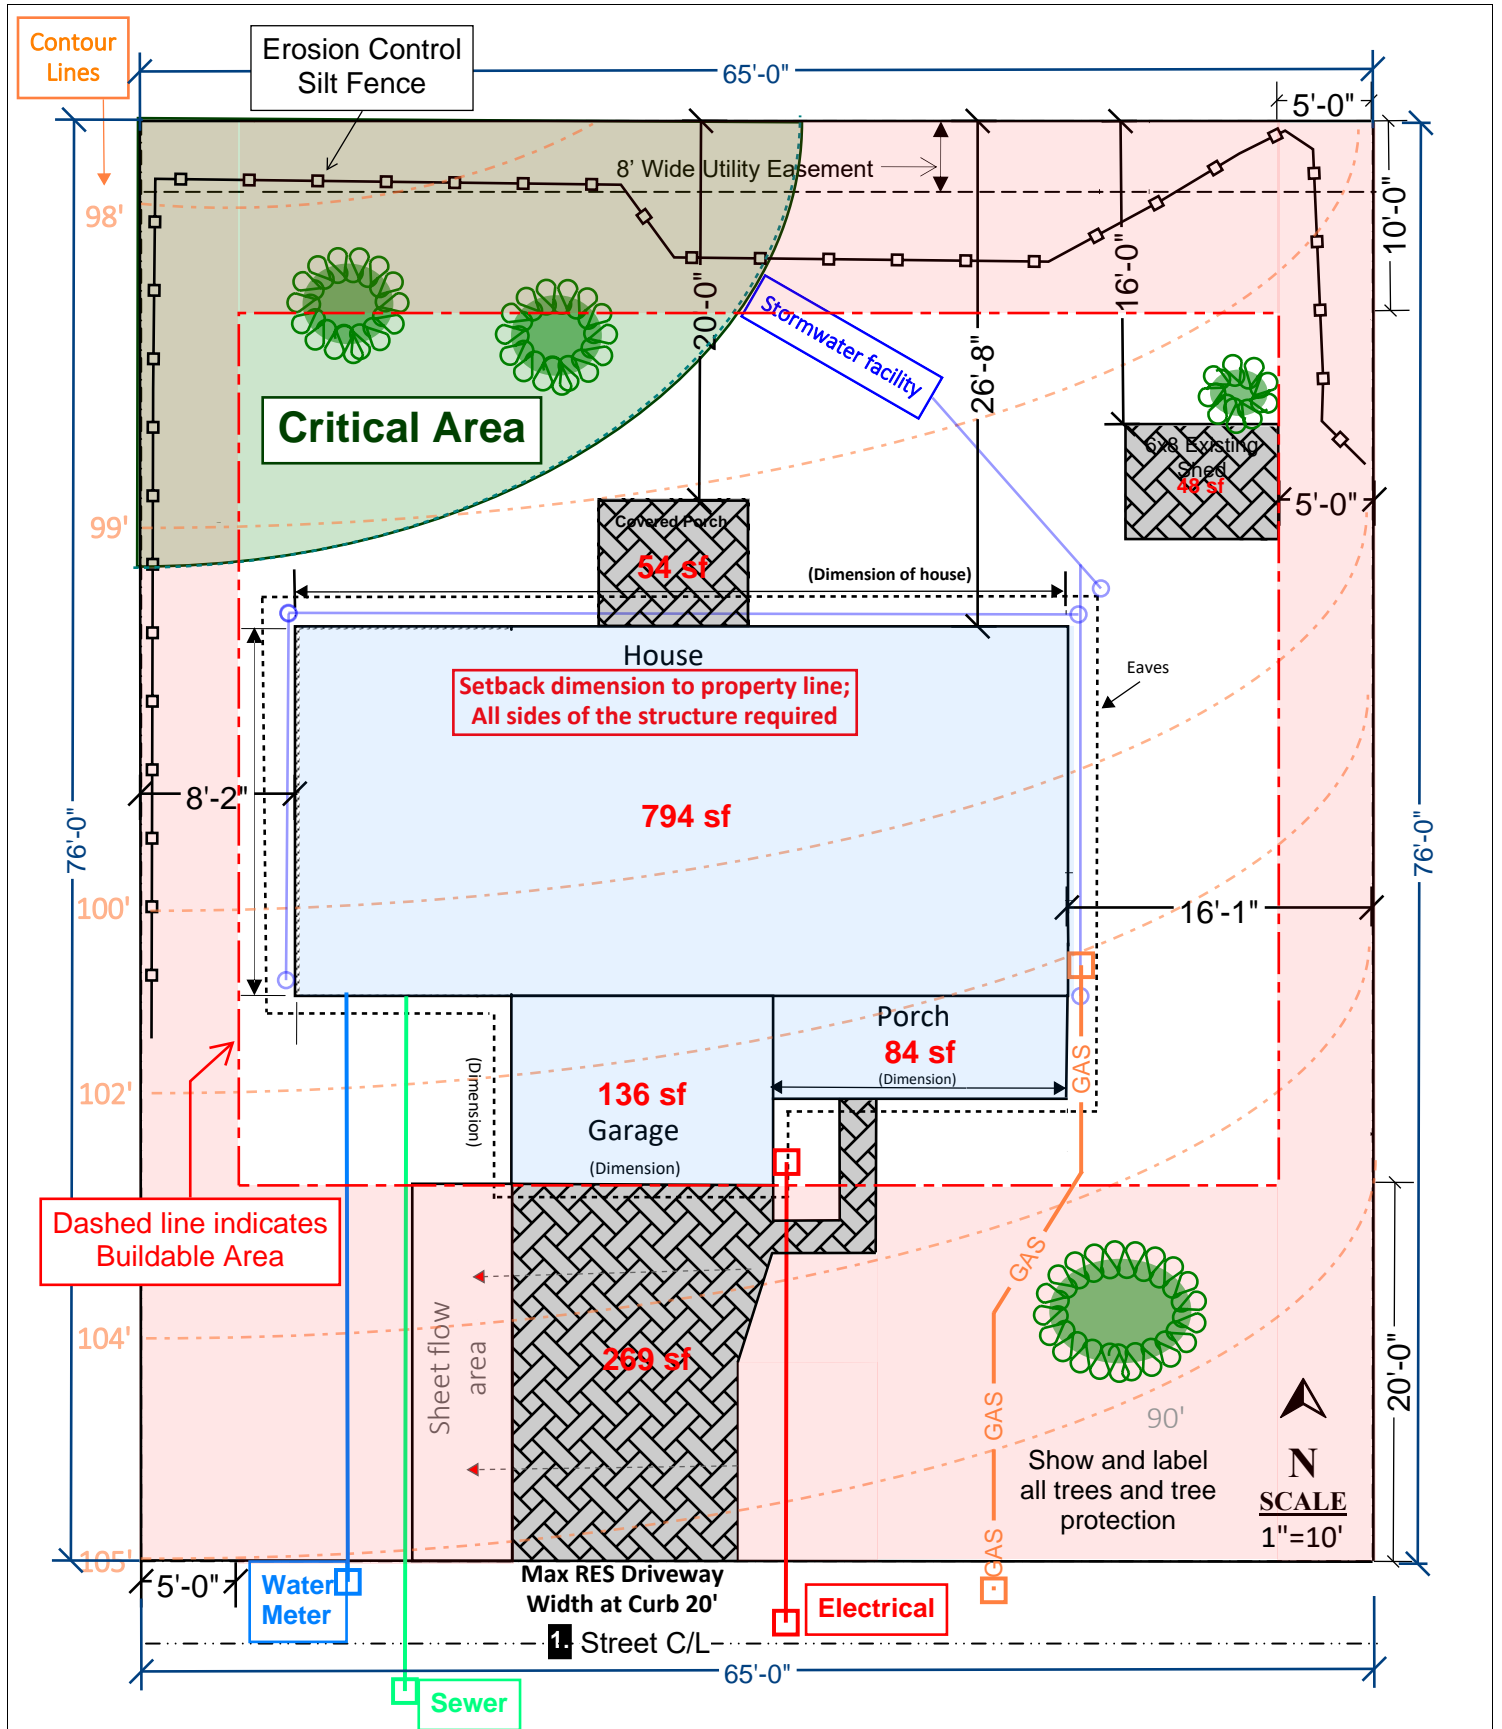 Contour
Lines
Erosion Control
Silt Fence
65'-0"
5'-0"
8' Wide Utility Easement
98'
10'-0"
16'-0"
20'-0"
Stormwater facility
26'-8"
Critical Area
6x8 Existing
Shed
48 sf
5'-0"
99'
Covered Porch
54 sf
(Dimension of house)
House
Setback dimension to property line;
All sides of the structure required
Eaves
8'-2"
794 sf
76'-0"
76'-0"
100'
16'-1"
Porch
84 sf
(Dimension)
GAS
102'
(Dimension)
136 sf
Garage
(Dimension)
Dashed line indicates
Buildable Area
GAS
104'
Sheet flow
area
269 sf
20'-0"
GAS
90'
Show and label
all trees and tree
protection
N
SCALE
1"=10'
GAS
105'
5'-0"
Water
Meter
Max RES Driveway
Width at Curb 20'
Electrical
1. Street C/L
65'-0"
Sewer